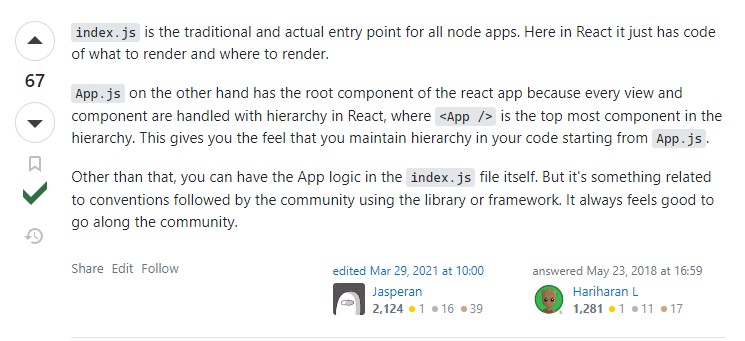 index.js is the traditional and actual entry point for all node apps. Here in React it just has code
of what to render and where to render.
67
App.js on the other hand has the root component of the react app because every view and
component are handled with hierarchy in React, where <App /> is the top most component in the
hierarchy. This gives you the feel that you maintain hierarchy in your code starting from App.js.
Other than that, you can have the App logic in the index.js file itself. But it's something related
to conventions followed by the community using the library or framework. It always feels good to
go along the community.
Share Edit Follow
edited Mar 29, 2021 at 10:00
Jasperan
2,124 1 16 39
answered May 23, 2018 at 16:59
Hariharan L
1,281 1 11 17